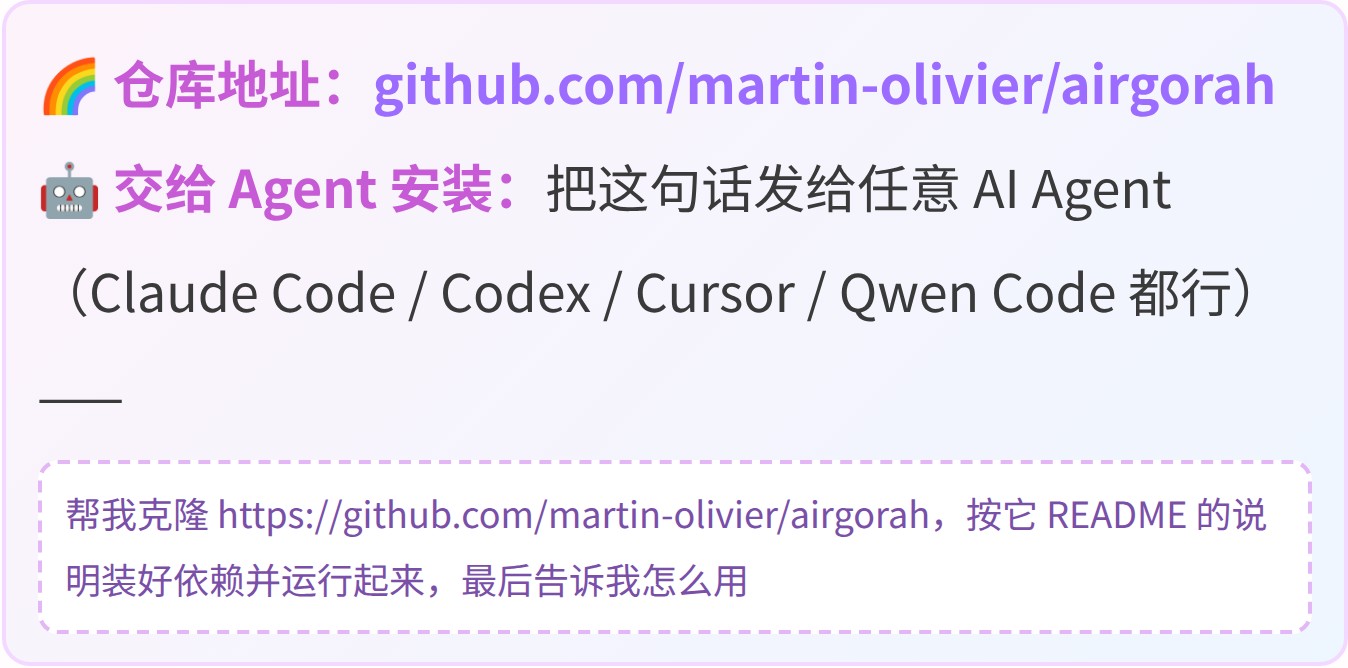 🌈 仓库地址：github.com/martin-olivier/airgorah
🤖 交给 Agent 安装：把这句话发给任意 AI Agent
（Claude Code / Codex / Cursor / Qwen Code 都行）
——
帮我克隆 https://github.com/martin-olivier/airgorah，按它 README 的说
明装好依赖并运行起来，最后告诉我怎么用